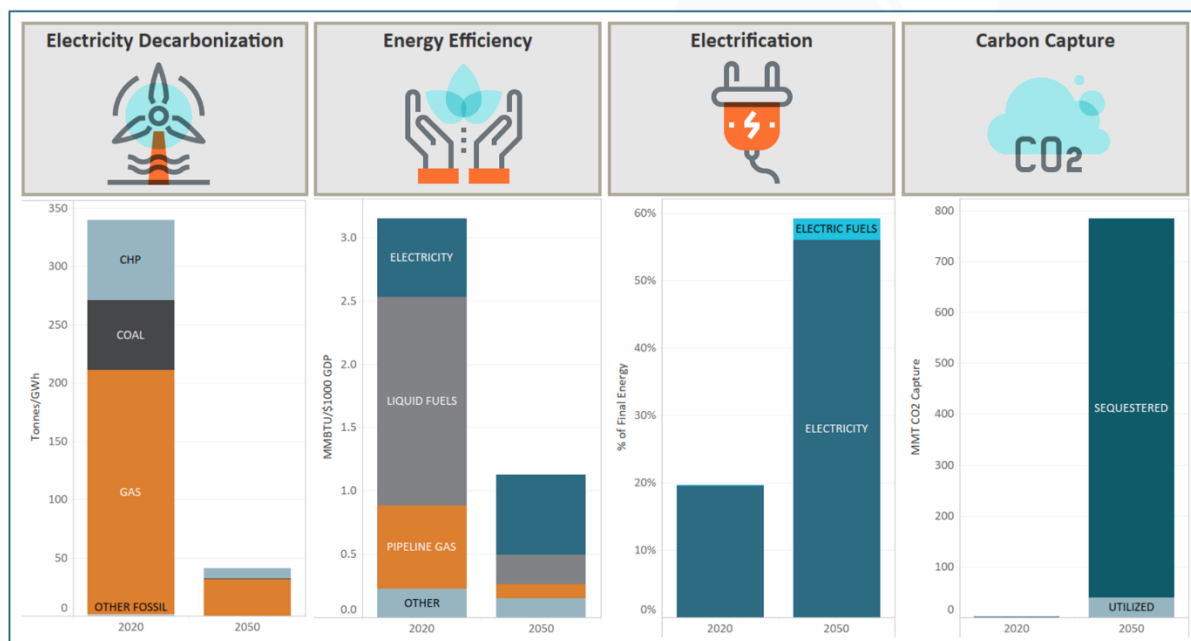 Electricity Decarbonization
Energy Efficiency
Electrification
Carbon Capture
CO2
Tonnes/GWh
350
300
250
200
150
100
50
0
CHP
COAL
GAS
OTHER FOSSIL
2020
2050
MMBTU/$1000 GDP
3.0
2.5
2.0
1.5
1.0
0.5
0.0
ELECTRICITY
LIQUID FUELS
PIPELINE GAS
OTHER
2020
2050
% of Final Energy
60%
50%
40%
30%
20%
10%
0%
ELECTRIC FUELS
ELECTRICITY
2020
2050
MMT CO2 Capture
800
700
600
500
400
300
200
100
0
SEQUESTERED
UTILIZED
2020
2050